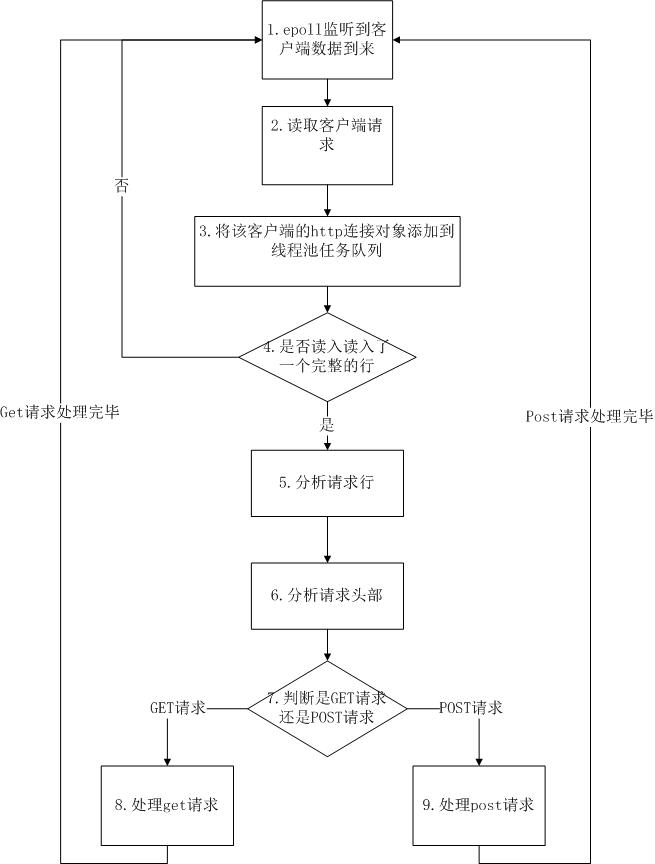 1.epoll监听到客
户端数据到来
2.读取客户端请
求
3.将该客户端的http连接对象添加到
线程池任务队列
否
4.是否读入读入了
一个完整的行
Get请求处理完毕
Post请求处理完毕
是
5.分析请求行
6.分析请求头部
7.判断是GET请求
还是POST请求
GET请求
POST请求
8.处理get请求
9.处理post请求